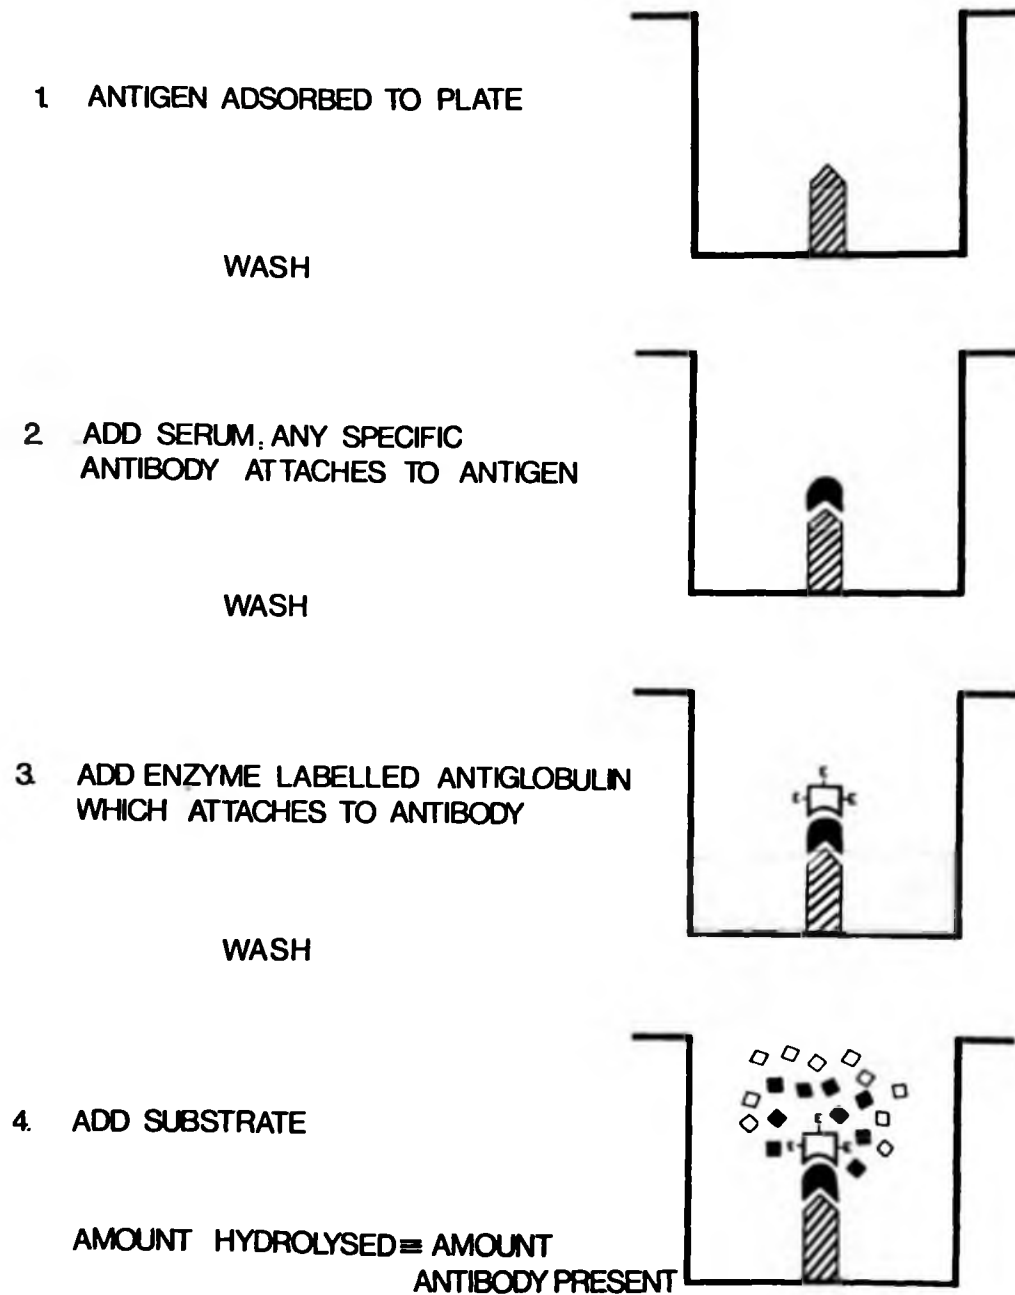 1. ANTIGEN ADSORBED TO PLATE
WASH
2. ADD SERUM. ANY SPECIFIC
ANTIBODY ATTACHES TO ANTIGEN
WASH
3. ADD ENZYME LABELLED ANTIGLOBULIN
WHICH ATTACHES TO ANTIBODY
E
E E
WASH
4. ADD SUBSTRATE
E
E E
AMOUNT HYDROLYSED ≡ AMOUNT
ANTIBODY PRESENT